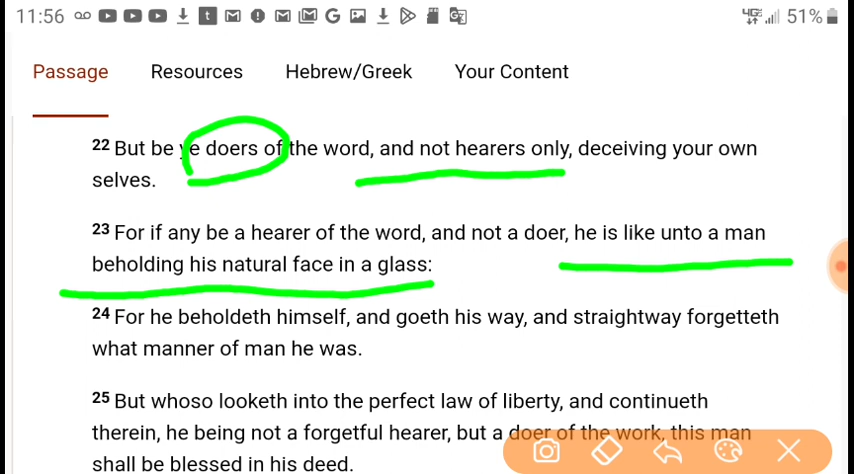 11:56 51%
Passage Resources Hebrew/Greek Your Content
22 But be ye doers of the word, and not hearers only, deceiving your own
selves.
23 For if any be a hearer of the word, and not a doer, he is like unto a man
beholding his natural face in a glass:
24 For he beholdeth himself, and goeth his way, and straightway forgetteth
what manner of man he was.
25 But whoso looketh into the perfect law of liberty, and continueth
therein, he being not a forgetful hearer, but a doer of the work, this man
shall be blessed in his deed.